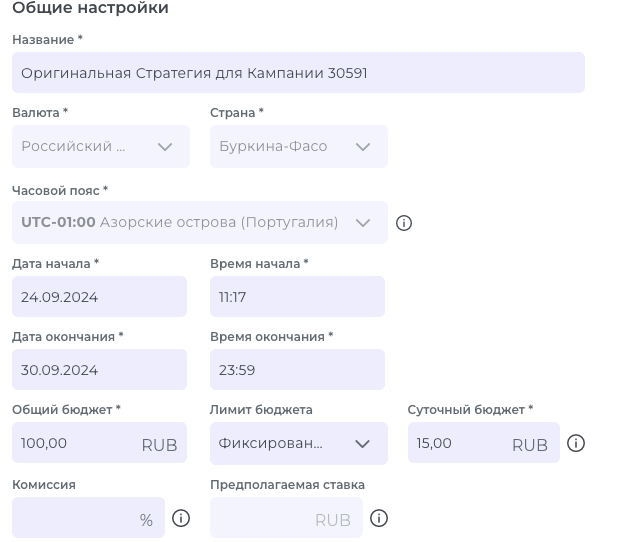 Общие настройки
Название *
Оригинальная Стратегия для Кампании 30591
Валюта * Страна *
Российский ... Буркина-Фасо
Часовой пояс *
UTC-01:00 Азорские острова (Португалия)
Дата начала * Время начала *
24.09.2024 11:17
Дата окончания * Время окончания *
30.09.2024 23:59
Общий бюджет * Лимит бюджета Суточный бюджет *
100,00 RUB Фиксирован... 15,00 RUB
Комиссия Предполагаемая ставка
% RUB